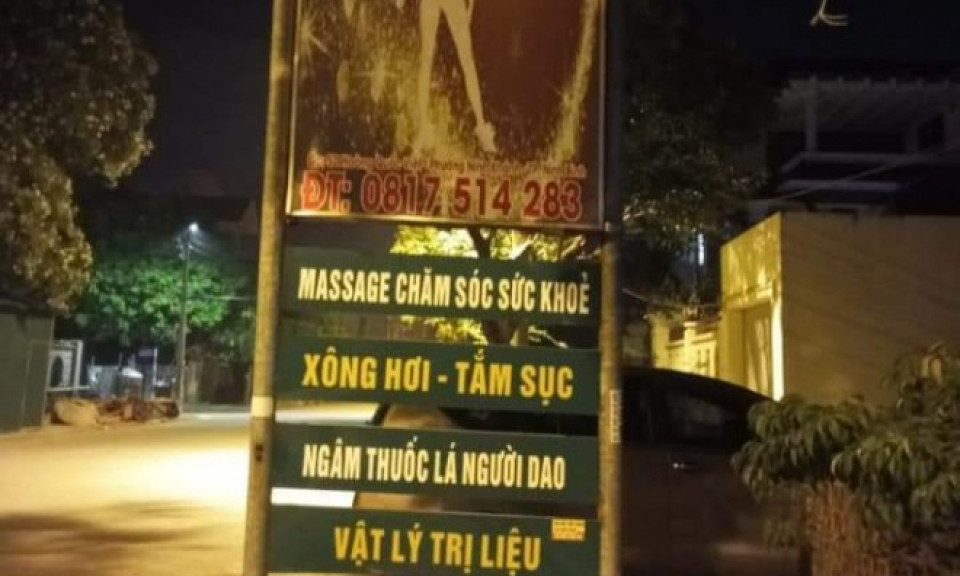 ĐT: 0817 514 283
MASSAGE CHĂM SÓC SỨC KHOẺ
XÔNG HƠI - TẮM SỤC
NGÂM THUỐC LÁ NGƯỜI DAO
VẬT LÝ TRỊ LIỆU